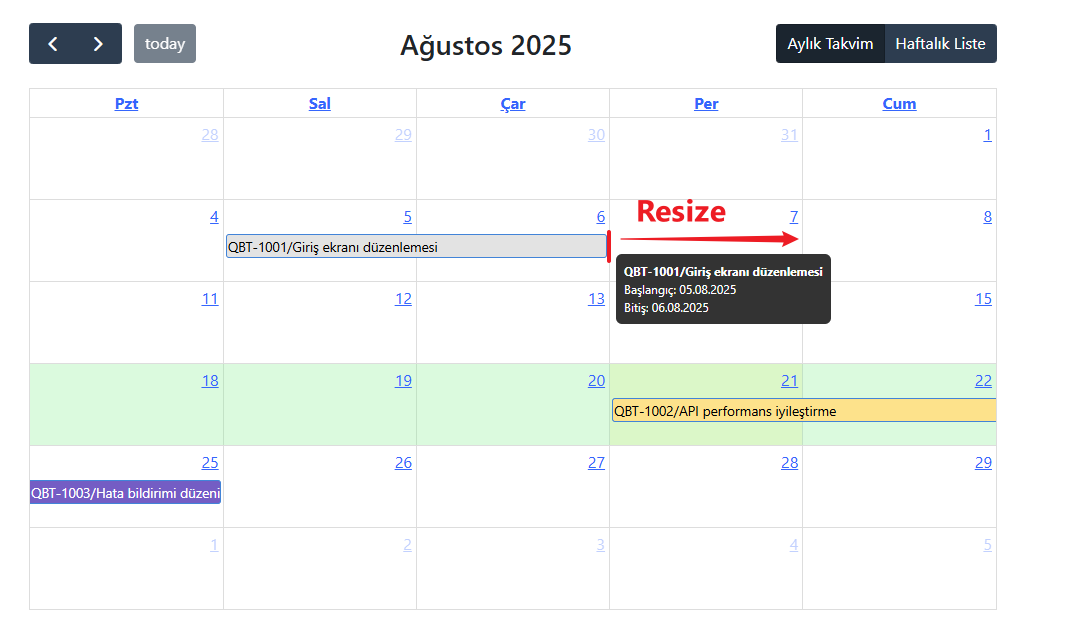 today
Ağustos 2025
Aylık Takvim
Haftalık Liste
Pzt
Sal
Çar
Per
Cum
28
29
30
31
1
4
5
6
7
8
Resize
QBT-1001/Giriş ekranı düzenlemesi
QBT-1001/Giriş ekranı düzenlemesi
Başlangıç: 05.08.2025
Bitiş: 06.08.2025
11
12
13
15
18
19
20
21
22
QBT-1002/API performans iyileştirme
25
26
27
28
29
QBT-1003/Hata bildirimi düzeni
1
2
3
4
5